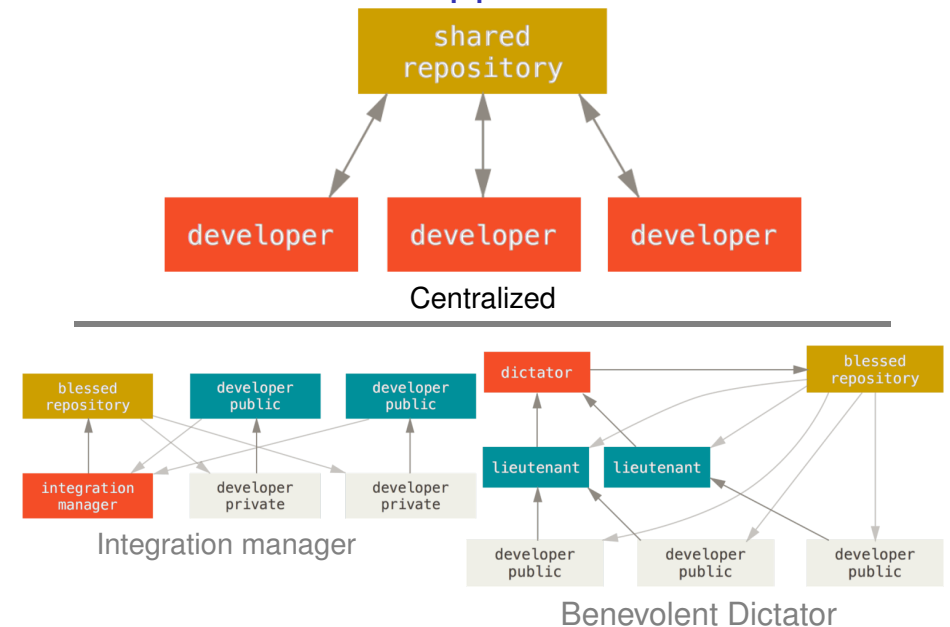 shared
repository
developer
developer
developer
Centralized
blessed
repository
developer
public
developer
public
integration
manager
developer
private
developer
private
Integration manager
dictator
blessed
repository
lieutenant
lieutenant
developer
public
developer
public
developer
public
Benevolent Dictator